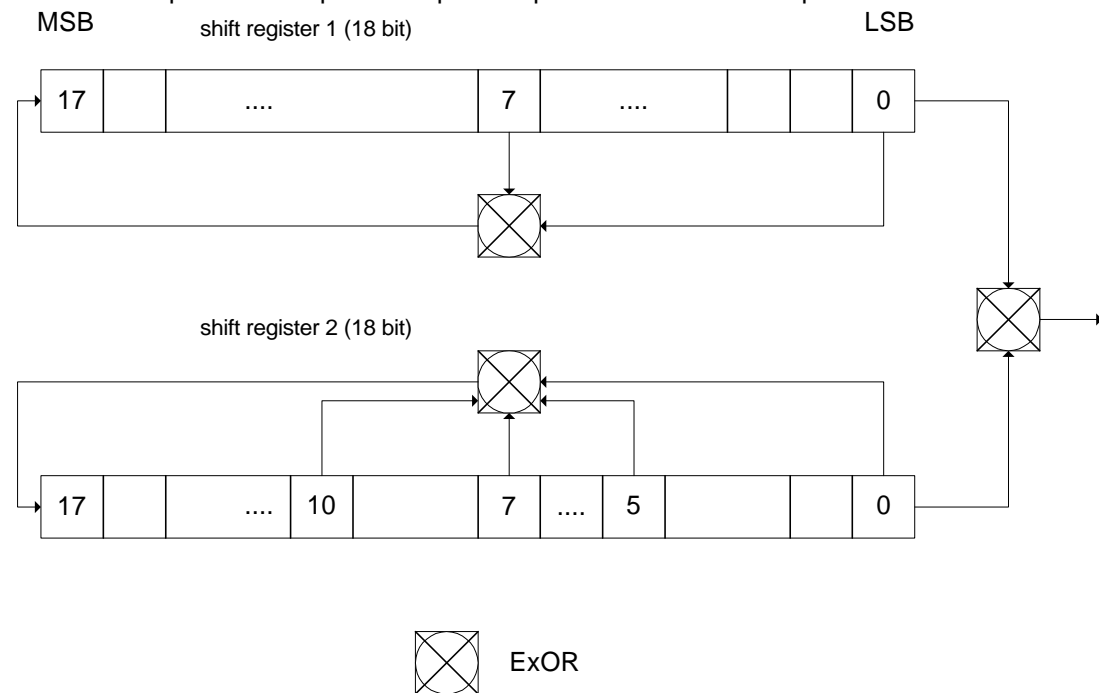 MSB
shift register 1 (18 bit)
LSB
17 .... 7 .... 0
shift register 2 (18 bit)
17 .... 10 7 .... 5 0
ExOR